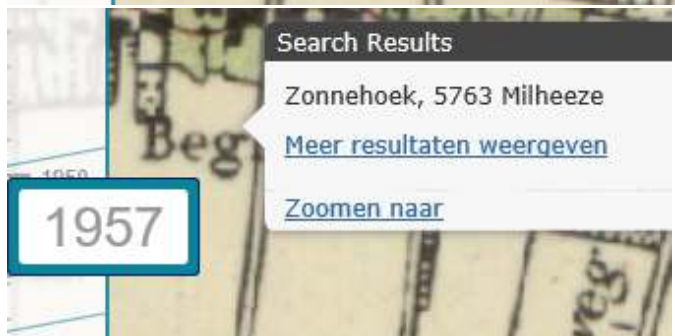 Search Results
Zonnehoek, 5763 Milheeze
Meer resultaten weergeven
Zoomen naar
Beg
1957